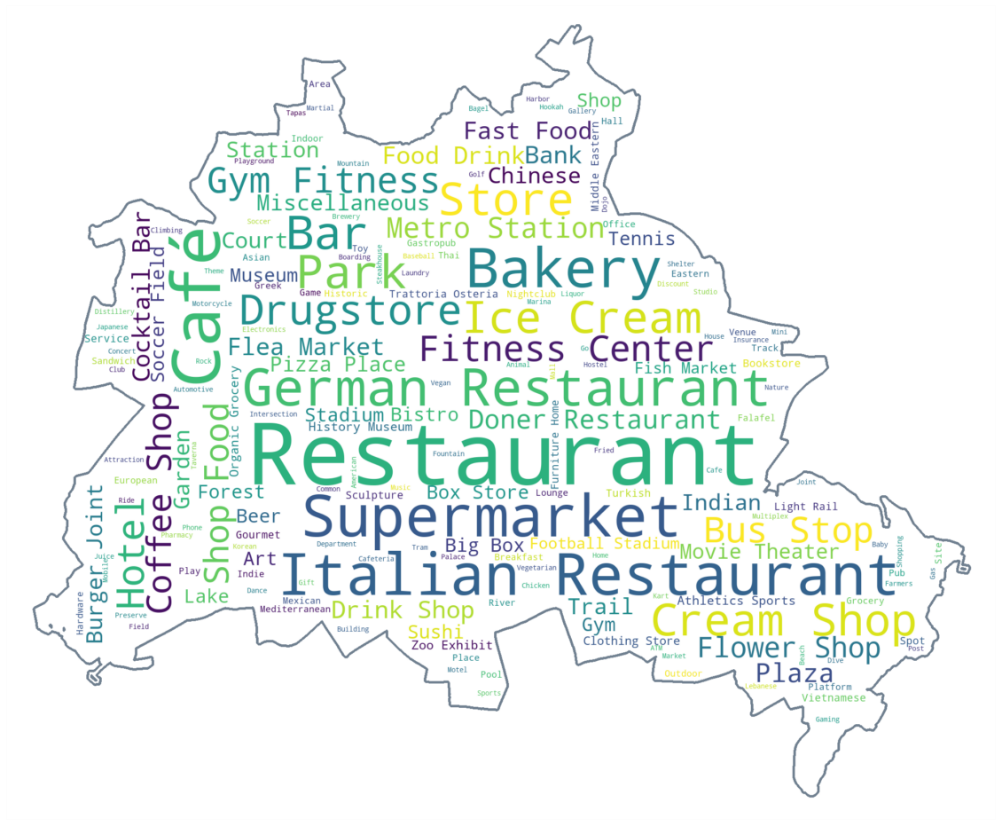 Area
Tapas
Martial
Bagel
Harbor
Hookah
Gallery
Shop
Hall
Fast Food
Indoor
Station
Playground
Mountain
Food Drink
Bank
Golf
Chinese
Middle Eastern
Dojo
Gym Fitness
Miscellaneous
Store
Cocktail Bar
Climbing
Soccer
Brewery
Bar
Metro Station
Office
Court
Asian
Toy
Boarding
Steakhouse
Gastropub
Thai
Baseball
Tennis
Café
Soccer Field
Theme
Museum
Greek
Park
Laundry
Bakery
Shelter
Eastern
Discount
Studio
Motorcycle
Game
Historic
Trattoria Osteria
Nightclub
Liquor
Marina
Distillery
Drugstore
Ice Cream
Japanese
Service
Concert
Sandwich
Club
Rock
Electronics
House
Venue
Mini
Insurance
Track
Flea Market
Fitness Center
Go
Hostel
Animal
Fish Market
Bookstore
Pizza Place
Automotive
Organic Grocery
German Restaurant
Vegan
Wall
Nature
Coffee Shop
Shop Food
Intersection
Stadium
Bistro
Doner Restaurant
Furniture Home
Falafel
History Museum
Garden
Taverna
Restaurant
Fountain
Fried
Cafe
Attraction
European
American
Burger Joint
Hotel
Ride
Forest
Sculpture
Music
Box Store
Lounge
Turkish
Indian
Light Rail
Joint
Phone
Pharmacy
Beer
Gourmet
Supermarket
Bus Stop
Multiplex
Juice
Mobile
Korean
Art
Indie
Department
Cafeteria
Tram
Big Box
Palace
Football Stadium
Breakfast
Home
Movie Theater
Baby
Shopping
Site
Pub
Gas
Farmers
Play
Dance
Gift
Italian Restaurant
Vegetarian
Chicken
Hardware
Preserve
Field
Lake
Mexican
Common
Mediterranean
Drink Shop
River
Trail
Kart
Athletics Sports
Grocery
Building
Sushi
Gym
Cream Shop
Zoo Exhibit
Clothing Store
ATM
Market
Flower Shop
Spot
Post
Place
Motel
Pool
Sports
Outdoor
Plaza
Beach
Dive
Lebanese
Platform
Vietnamese
Gaming